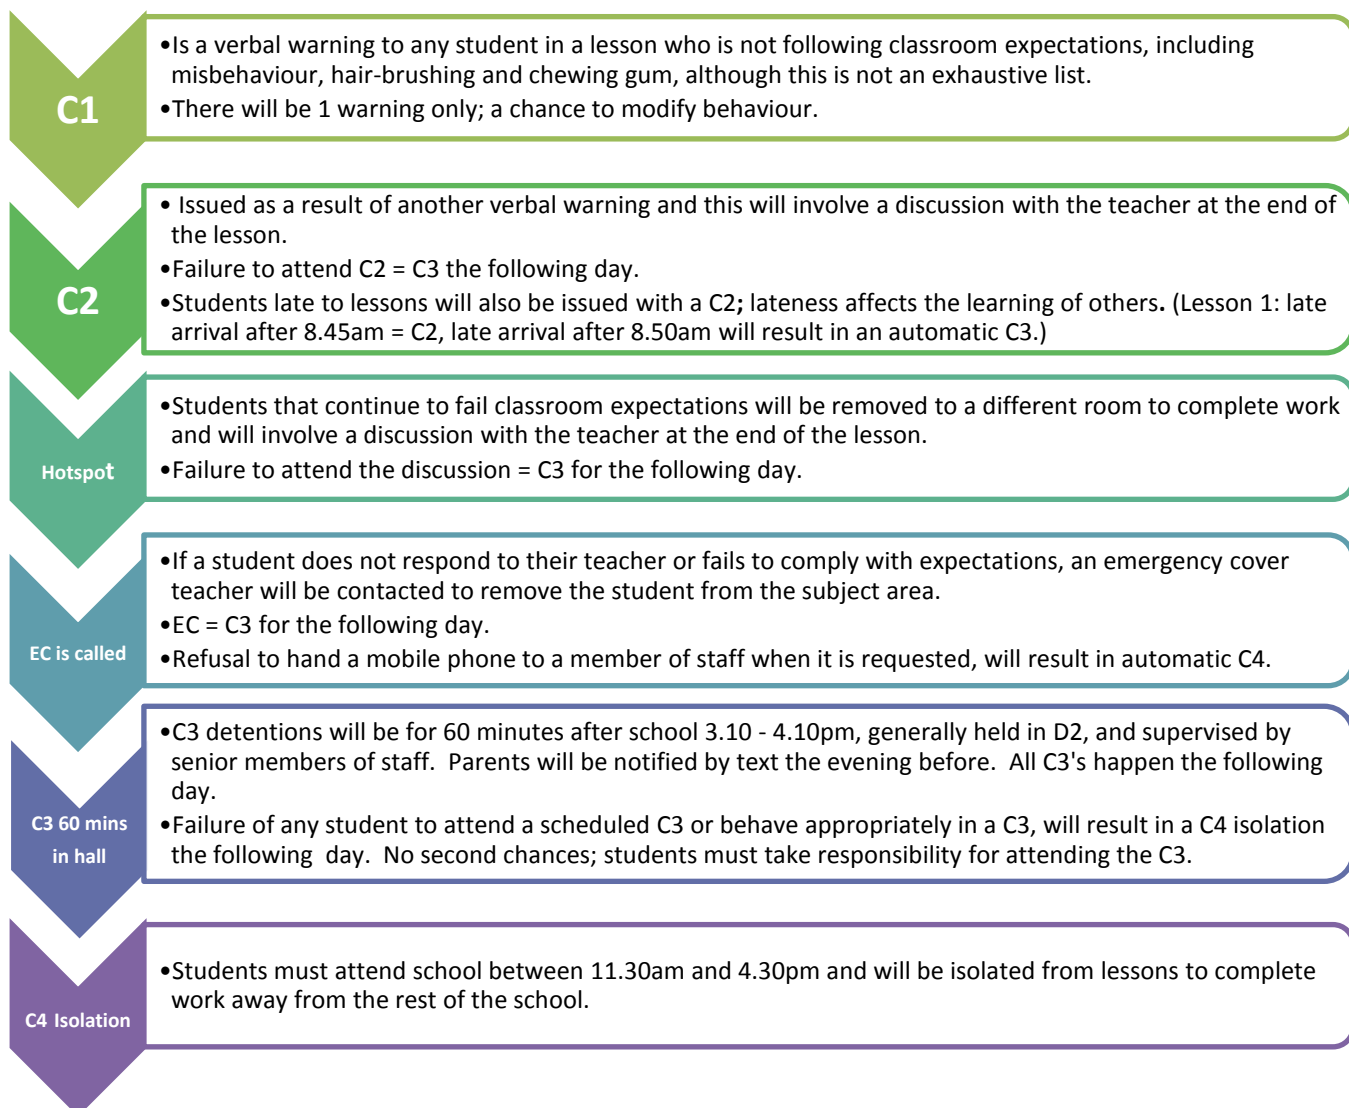 C1
•Is a verbal warning to any student in a lesson who is not following classroom expectations, including
misbehaviour, hair-brushing and chewing gum, although this is not an exhaustive list.
•There will be 1 warning only; a chance to modify behaviour.
C2
• Issued as a result of another verbal warning and this will involve a discussion with the teacher at the end of
the lesson.
•Failure to attend C2 = C3 the following day.
•Students late to lessons will also be issued with a C2; lateness affects the learning of others. (Lesson 1: late
arrival after 8.45am = C2, late arrival after 8.50am will result in an automatic C3.)
Hotspot
•Students that continue to fail classroom expectations will be removed to a different room to complete work
and will involve a discussion with the teacher at the end of the lesson.
•Failure to attend the discussion = C3 for the following day.
EC is called
•If a student does not respond to their teacher or fails to comply with expectations, an emergency cover
teacher will be contacted to remove the student from the subject area.
•EC = C3 for the following day.
•Refusal to hand a mobile phone to a member of staff when it is requested, will result in automatic C4.
C3 60 mins
in hall
•C3 detentions will be for 60 minutes after school 3.10 - 4.10pm, generally held in D2, and supervised by
senior members of staff.  Parents will be notified by text the evening before.  All C3's happen the following
day.
•Failure of any student to attend a scheduled C3 or behave appropriately in a C3, will result in a C4 isolation
the following  day.  No second chances; students must take responsibility for attending the C3.
C4 Isolation
•Students must attend school between 11.30am and 4.30pm and will be isolated from lessons to complete
work away from the rest of the school.